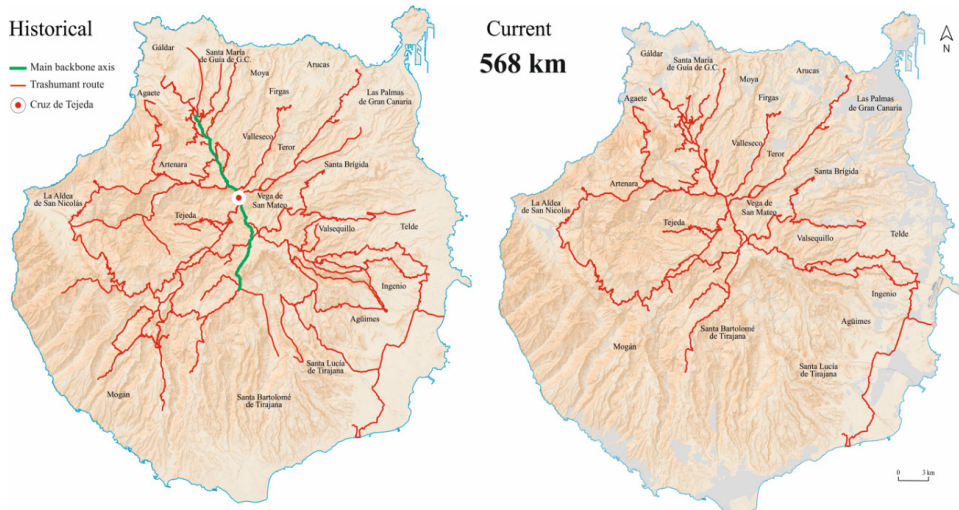 Historical
Main backbone axis
Trashumant route
Cruz de Tejeda
Gáldar
Santa María
de Guía de G.C.
Moya
Arucas
Firgas
Agaete
Las Palmas
de Gran Canaria
Valleseco
Teror
Artenara
Santa Brígida
La Aldea
de San Nicolás
Vega de
San Mateo
Tejeda
Valsequillo
Telde
Ingenio
Agüimes
Santa Lucía
de Tirajana
Mogán
Santa Bartolomé
de Tirajana
Current
568 km
N
Gáldar
Santa María
de Guía de G.C.
Moya
Arucas
Agaete
Firgas
Las Palmas
de Gran Canaria
Valleseco
Teror
Santa Brígida
Artenara
La Aldea
de San Nicolás
Vega de
San Mateo
Tejeda
Valsequillo
Telde
Ingenio
Agüimes
Santa Bartolomé
de Tirajana
Mogán
Santa Lucía
de Tirajana
0 3 km